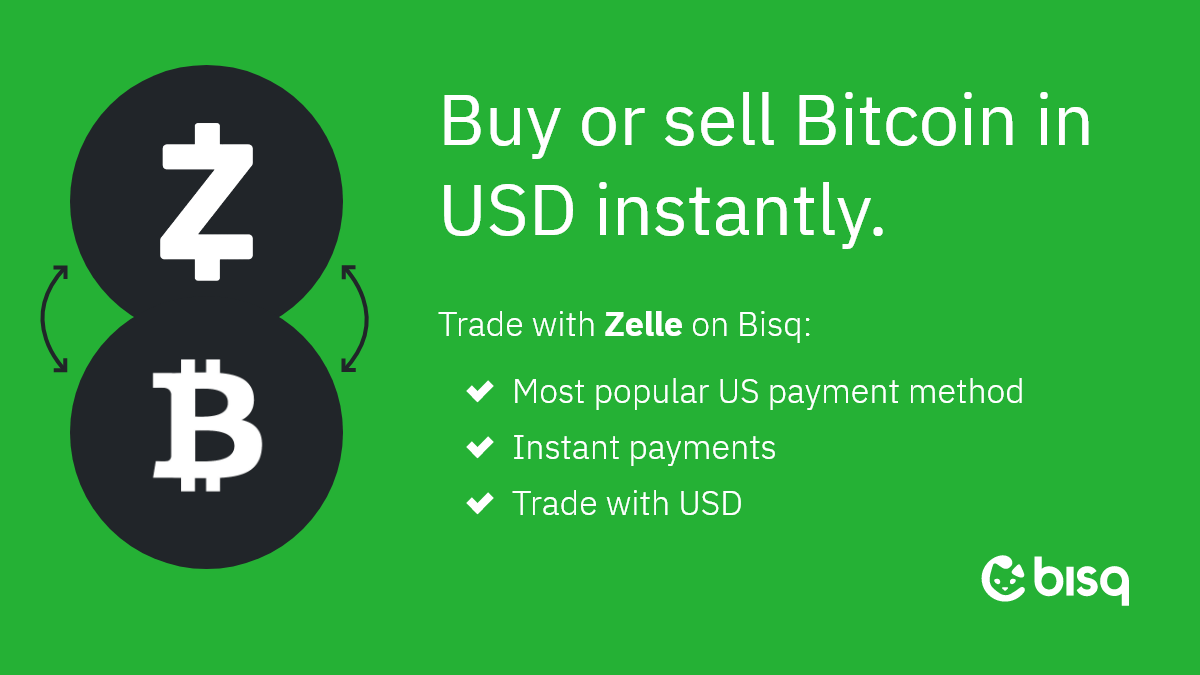 Buy or sell Bitcoin in
USD instantly.
Trade with Zelle on Bisq:
Most popular US payment method
Instant payments
Trade with USD
bisq